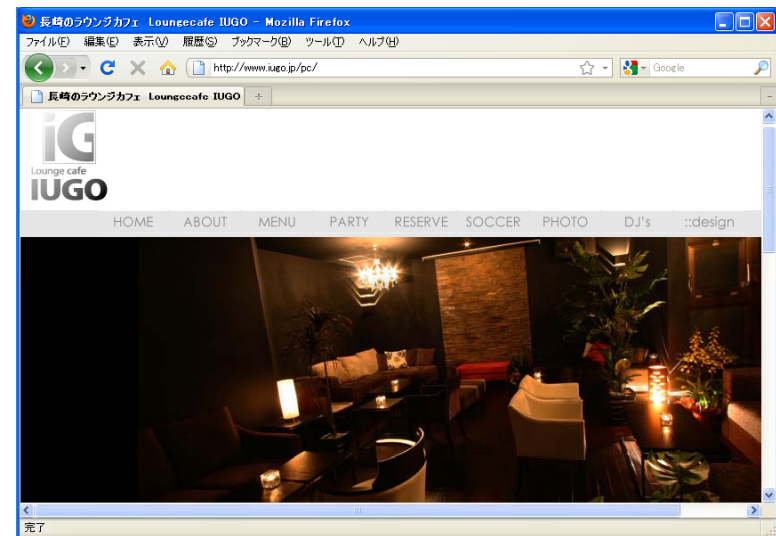 長崎のラウンジカフェ Loungecafe IUGO - Mozilla Firefox
ファイル(F) 編集(E) 表示(V) 履歴(S) ブックマーク(B) ツール(T) ヘルプ(H)
http://www.iugo.jp/pc/ Google
長崎のラウンジカフェ Loungecafe IUGO
iG
Lounge cafe
IUGO
HOME ABOUT MENU PARTY RESERVE SOCCER PHOTO DJ's ::design
完了